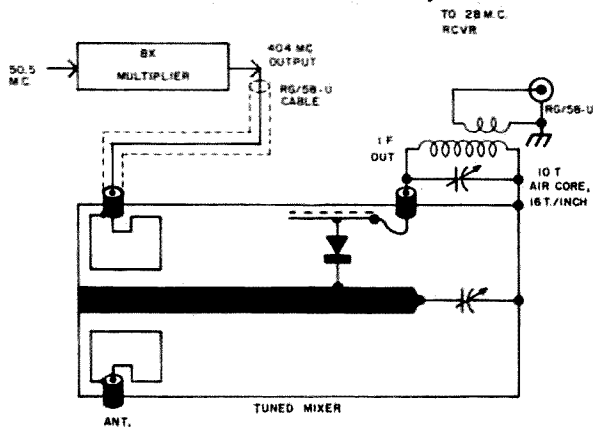 TO 28 M.C.
RCVR
8X
MULTIPLIER
50.5
M.C.
404 MC
OUTPUT
RG/58-U
CABLE
RG/58-U
I F
OUT
10 T
AIR CORE,
16 T./INCH
TUNED MIXER
ANT.